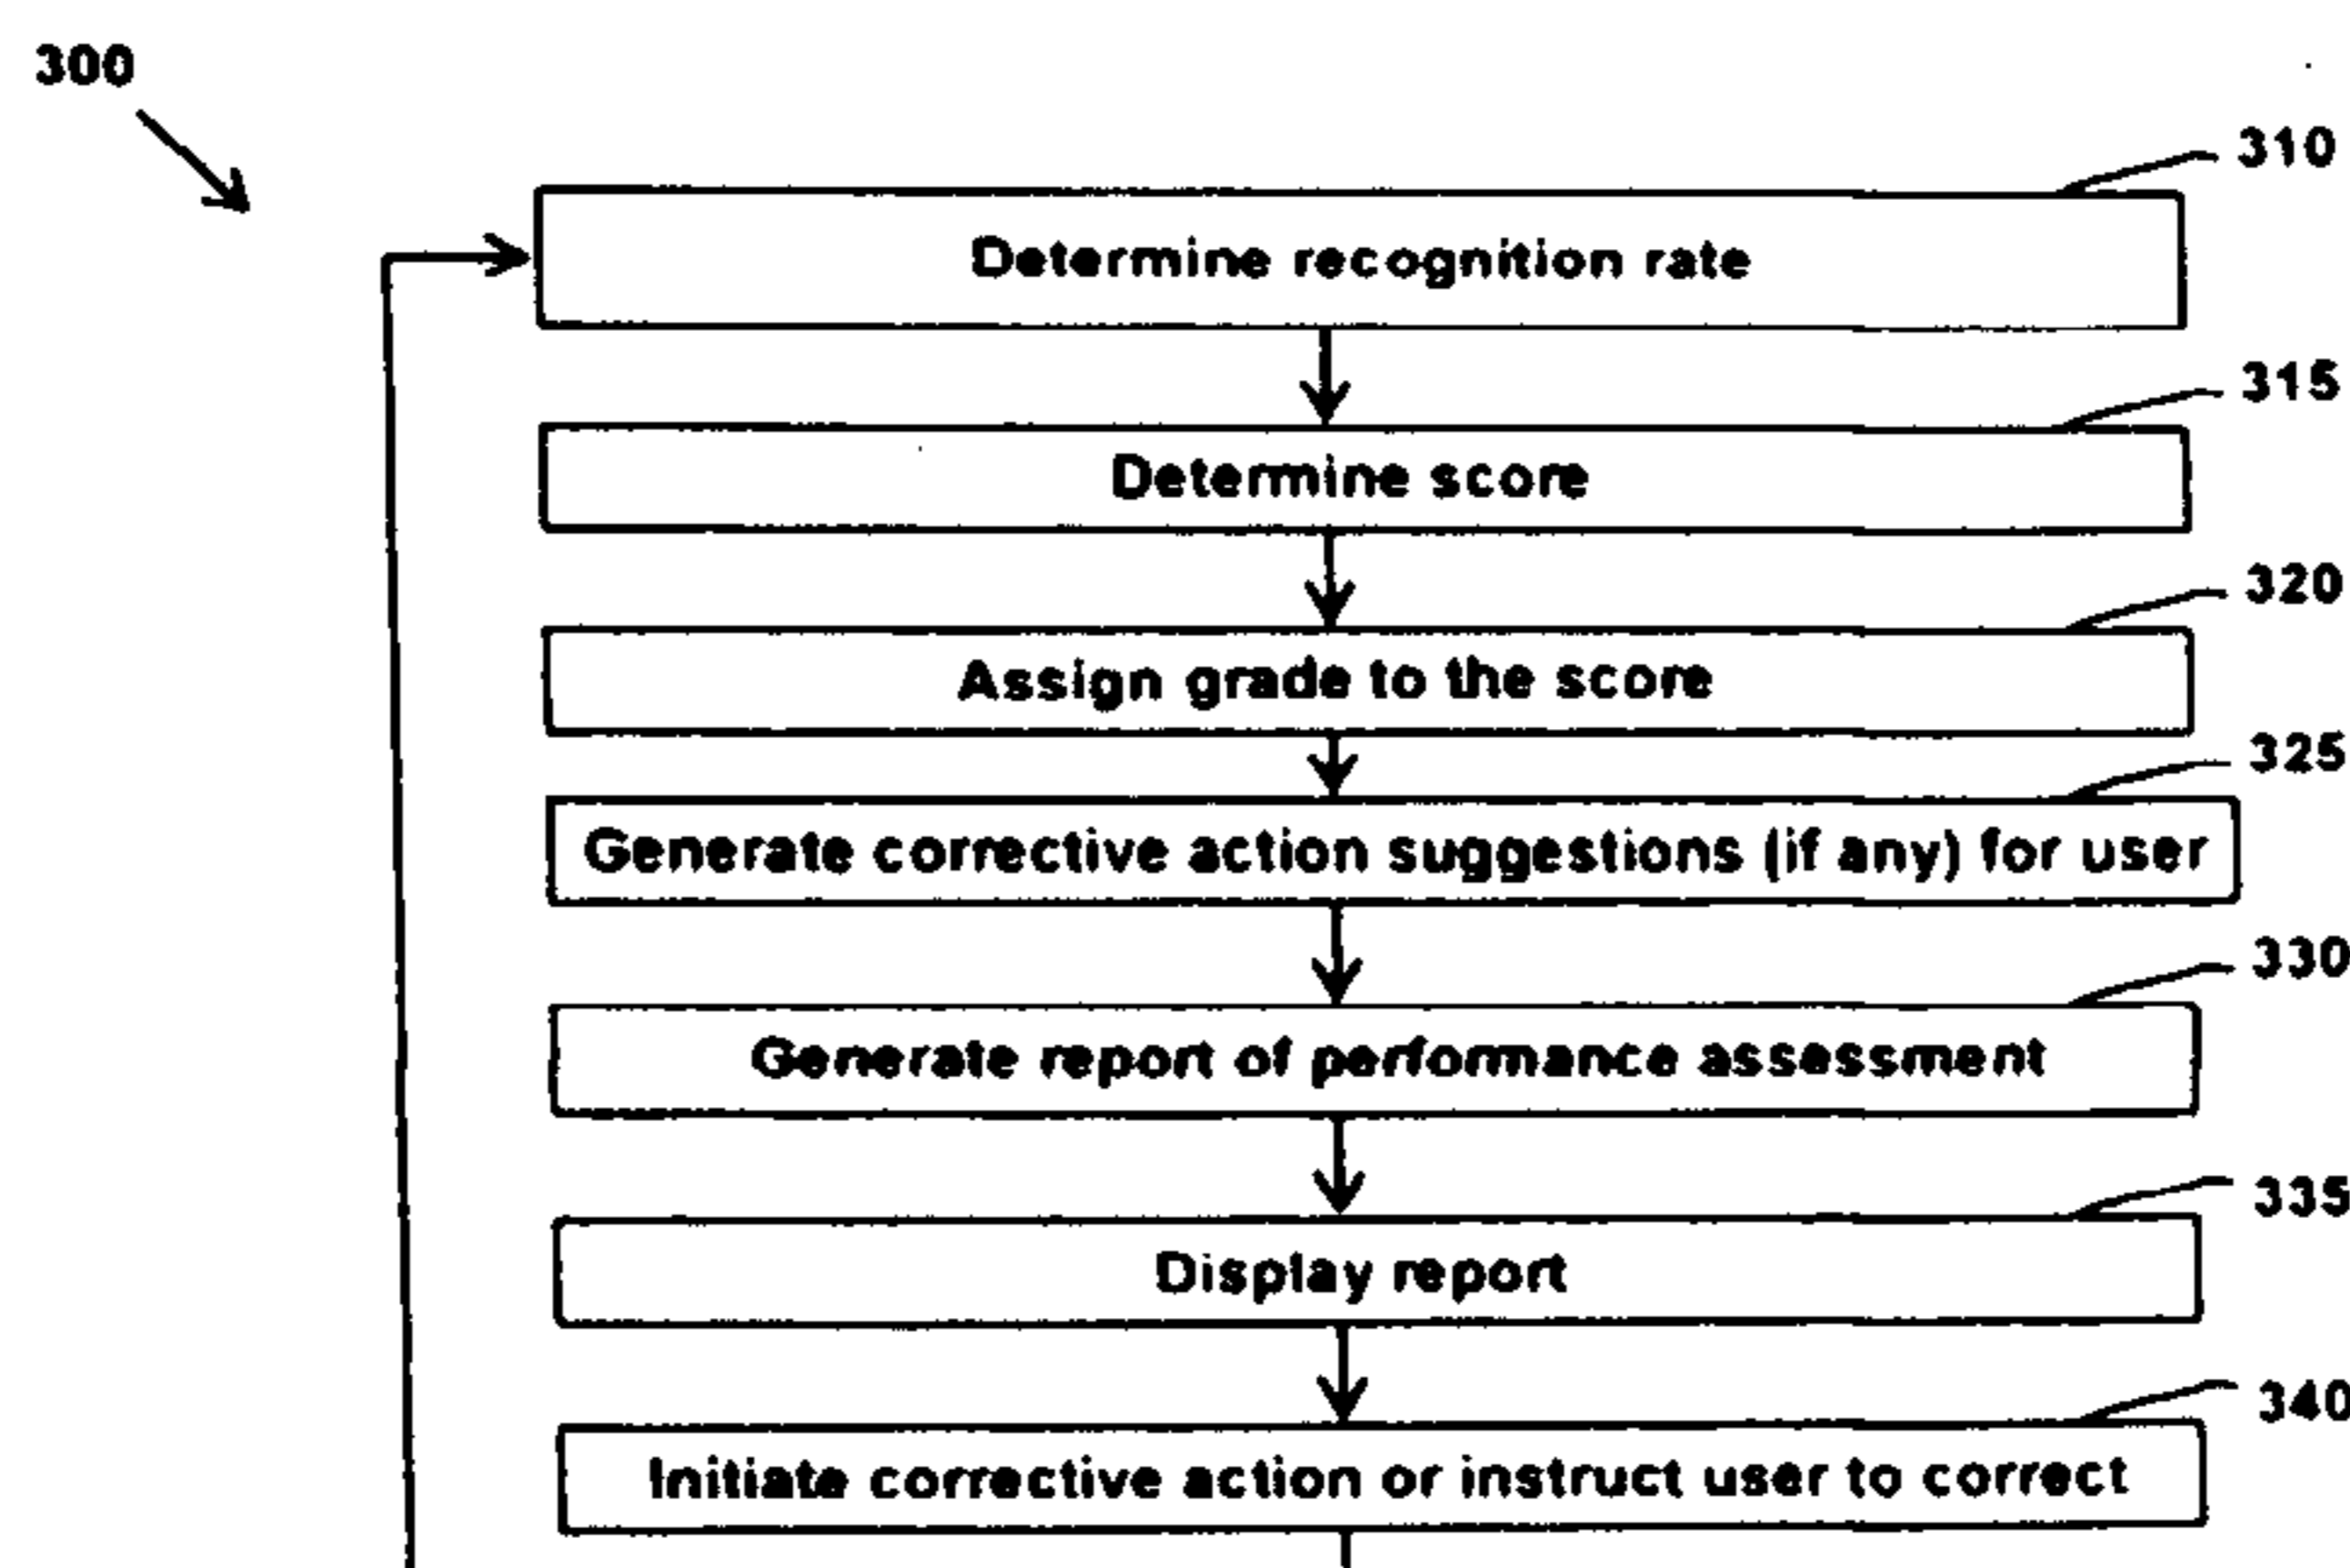 300
310
Determine recognition rate
315
Determine score
320
Assign grade to the score
325
Generate corrective action suggestions (if any) for user
330
Generate report of performance assessment
335
Display report
340
Initiate corrective action or instruct user to correct